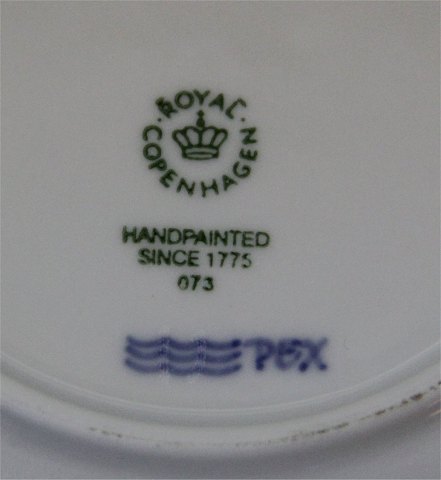 ROYAL
COPENHAGEN
HANDPAINTED
SINCE 1775
073
PBX